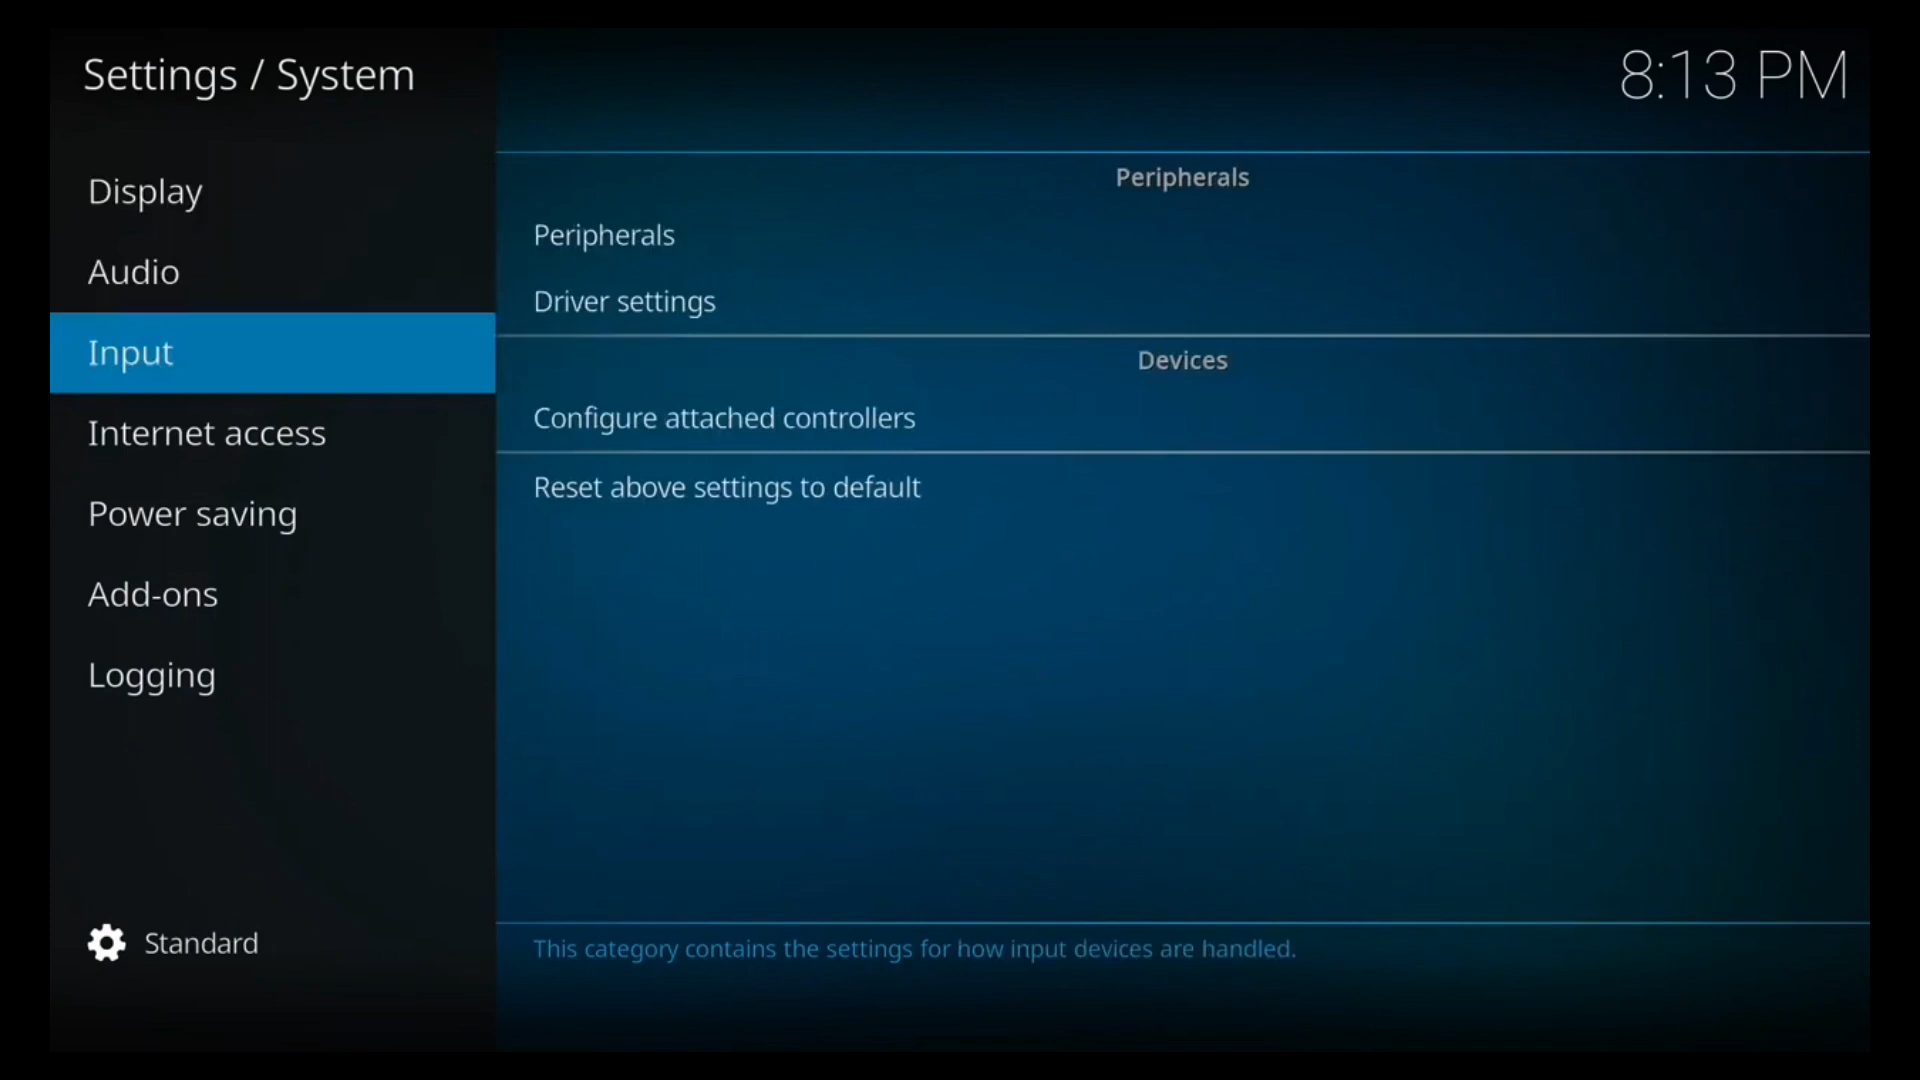 Settings / System
8:13 PM
Display
Audio
Input
Internet access
Power saving
Add-ons
Logging
Standard
Peripherals
Peripherals
Driver settings
Devices
Configure attached controllers
Reset above settings to default
This category contains the settings for how input devices are handled.